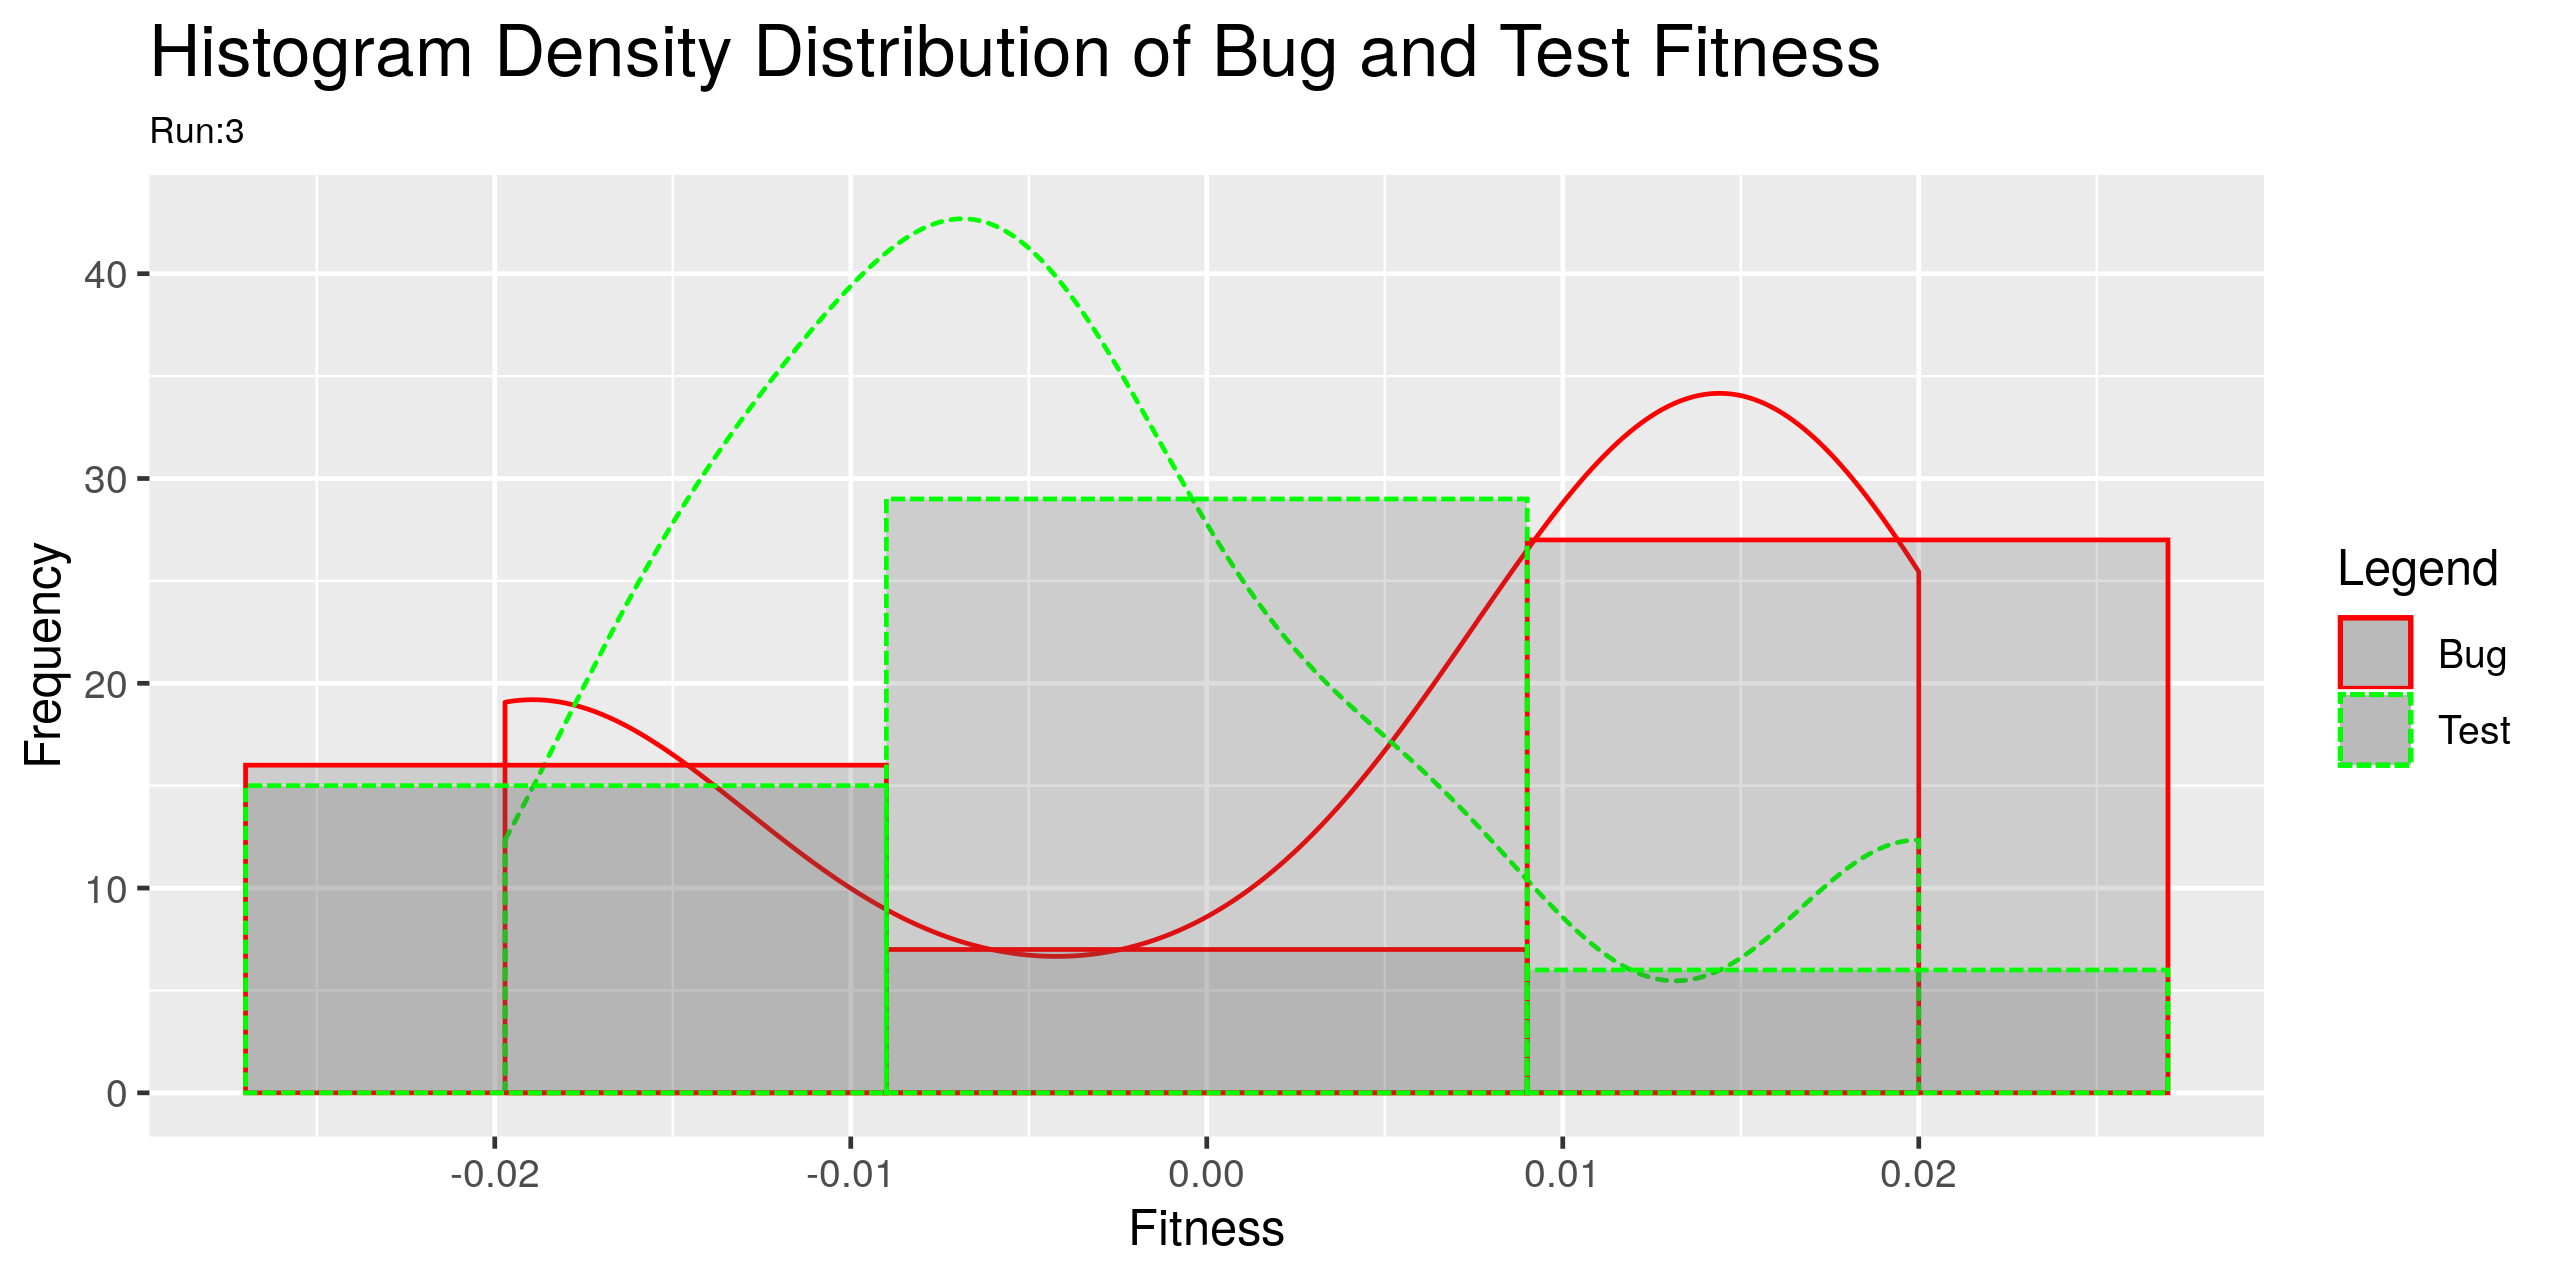 Histogram Density Distribution of Bug and Test Fitness
Run:3
Frequency
40
30
20
10
0
-0.02
-0.01
0.00
0.01
0.02
Fitness
Legend
Bug
Test